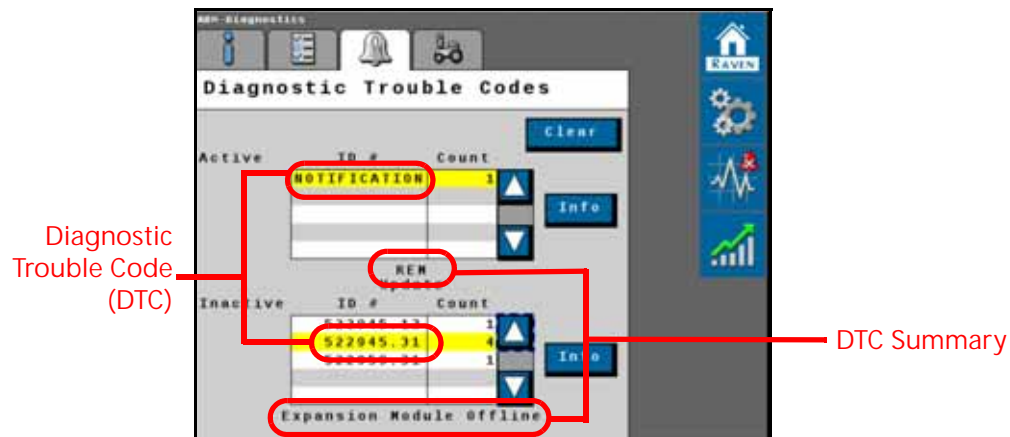 ABM-Diagnostics
Diagnostic Trouble Codes
Clear
RAVEN
Active ID # Count
NOTIFICATION 1
Info
Diagnostic
Trouble Code
(DTC)
REM
Update
Inactive ID # Count
522945.31 4
1
Info
DTC Summary
Expansion Module Offline